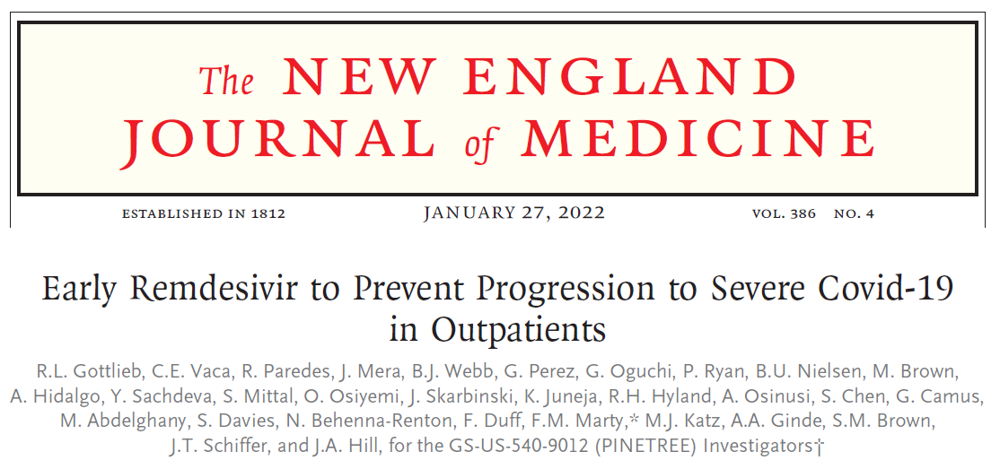 The NEW ENGLAND
JOURNAL of MEDICINE
ESTABLISHED IN 1812 JANUARY 27, 2022 VOL. 386 NO. 4
Early Remdesivir to Prevent Progression to Severe Covid-19
in Outpatients
R.L. Gottlieb, C.E. Vaca, R. Paredes, J. Mera, B.J. Webb, G. Perez, G. Oguchi, P. Ryan, B.U. Nielsen, M. Brown,
A. Hidalgo, Y. Sachdeva, S. Mittal, O. Osiyemi, J. Skarbinski, K. Juneja, R.H. Hyland, A. Osinusi, S. Chen, G. Camus,
M. Abdelghany, S. Davies, N. Behenna-Renton, F. Duff, F.M. Marty,* M.J. Katz, A.A. Ginde, S.M. Brown,
J.T. Schiffer, and J.A. Hill, for the GS-US-540-9012 (PINETREE) Investigators†